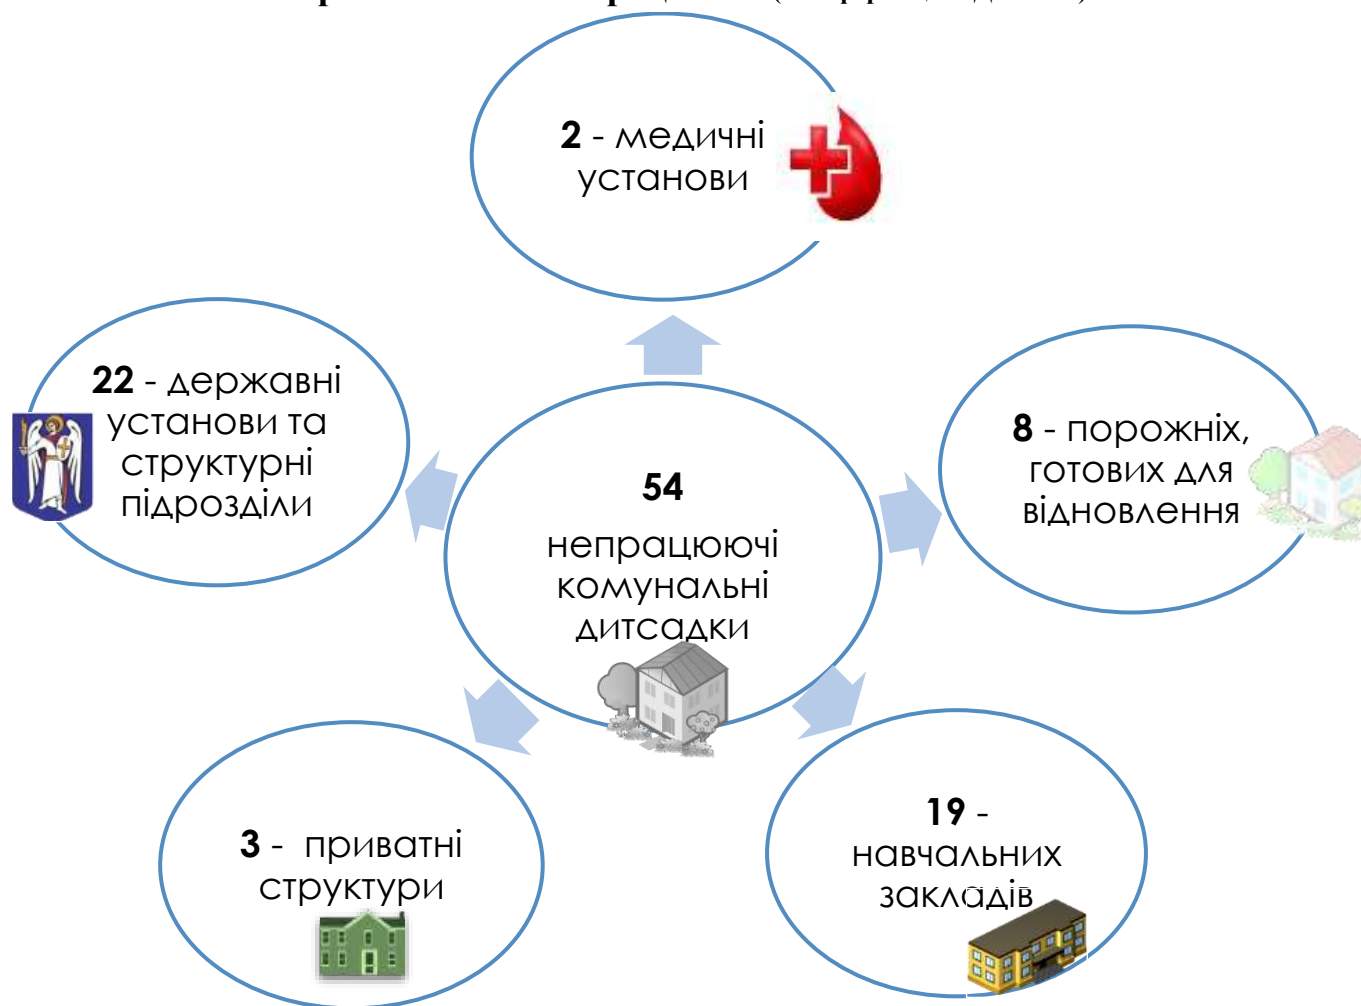 2 - медичні
установи
22 - державні
установи та
структурні
підрозділи
8 - порожніх,
готових для
відновлення
54
непрацюючі
комунальні
дитсадки
3 - приватні
структури
19 -
навчальних
закладів